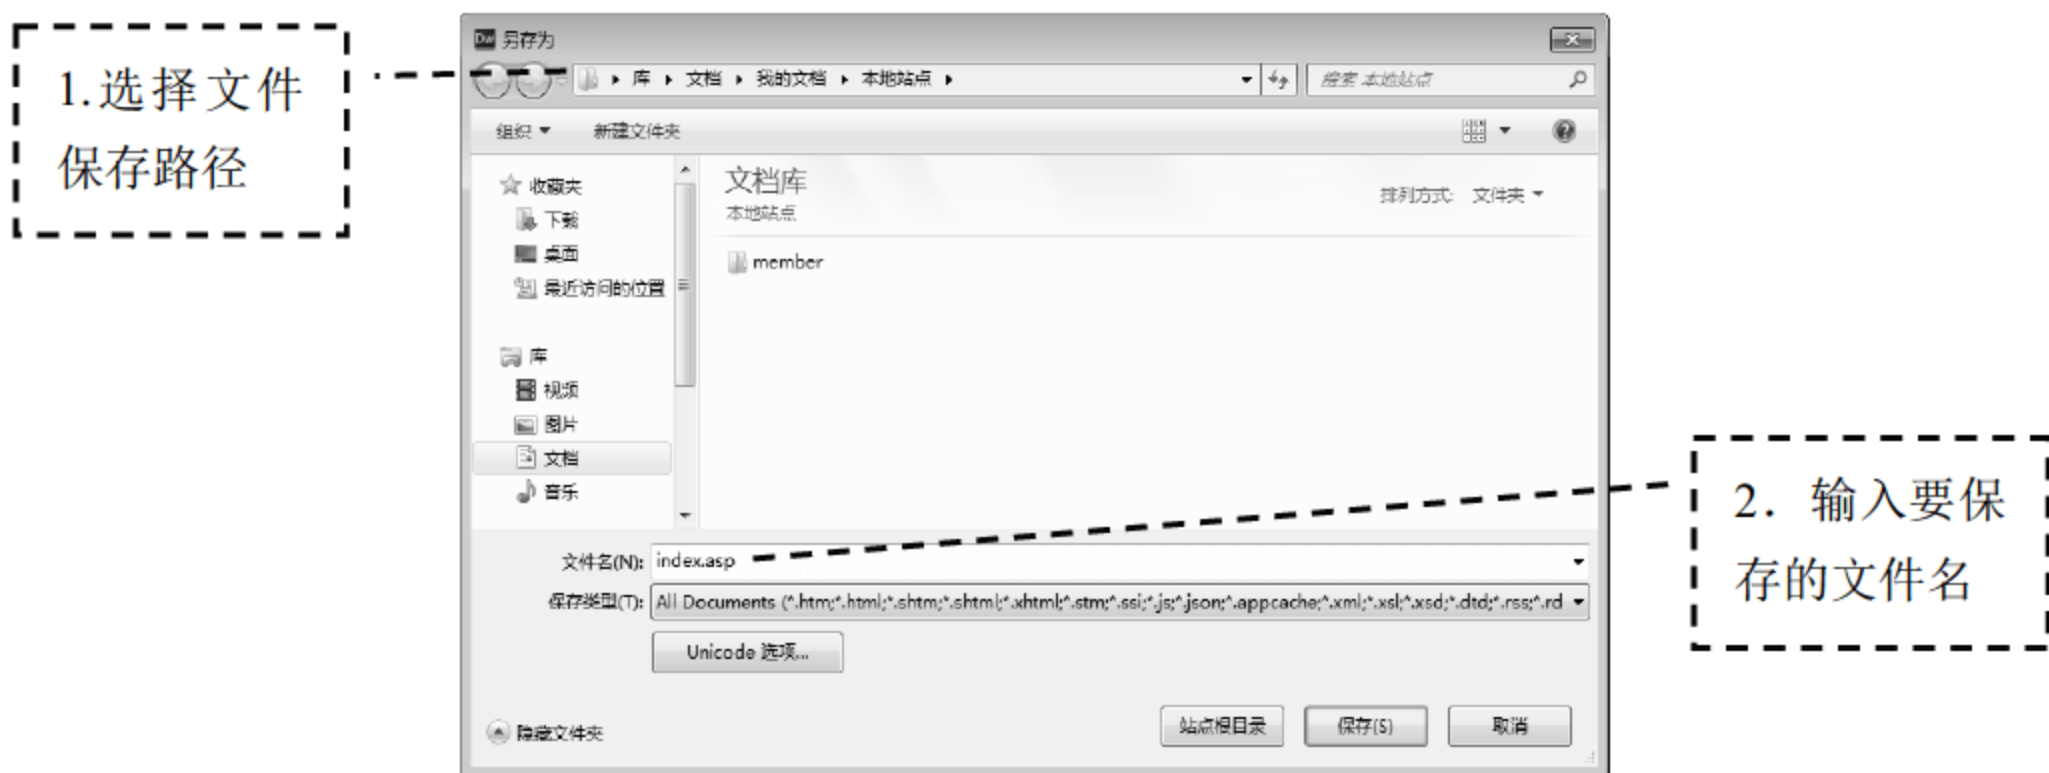 1.选择文件
保存路径
Dw 另存为
库 文档 我的文档 本地站点
搜索 本地站点
组织 新建文件夹
收藏夹
下载
桌面
最近访问的位置
库
视频
图片
文档
音乐
文档库
本地站点
排列方式: 文件夹
member
2. 输入要保
存的文件名
文件名(N): index.asp
保存类型(T): All Documents (*.htm;*.html;*.shtm;*.shtml;*.xhtml;*.stm;*.ssi;*.js;*.json;*.appcache;*.xml;*.xsl;*.xsd;*.dtd;*.rss;*.rd
Unicode 选项...
隐藏文件夹
站点根目录 保存(S) 取消